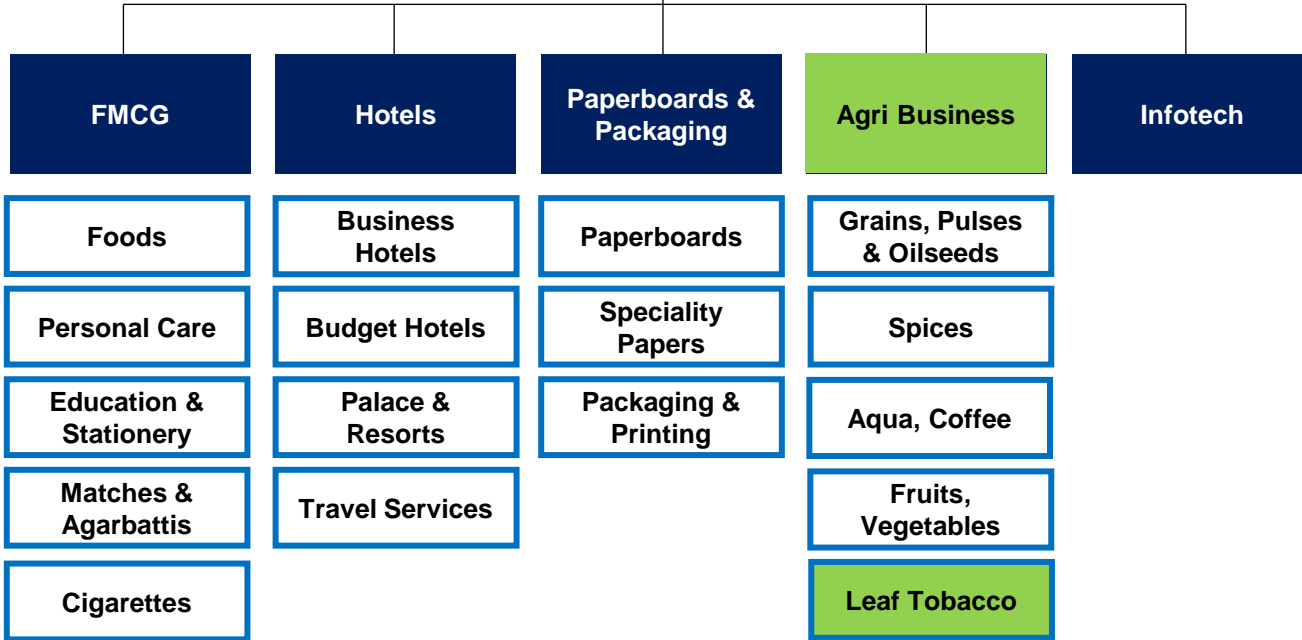 FMCG
Hotels
Paperboards &
Packaging
Agri Business
Infotech
Foods
Business
Hotels
Paperboards
Grains, Pulses
& Oilseeds
Personal Care
Budget Hotels
Speciality
Papers
Spices
Education &
Stationery
Palace &
Resorts
Packaging &
Printing
Aqua, Coffee
Matches &
Agarbattis
Travel Services
Fruits,
Vegetables
Cigarettes
Leaf Tobacco